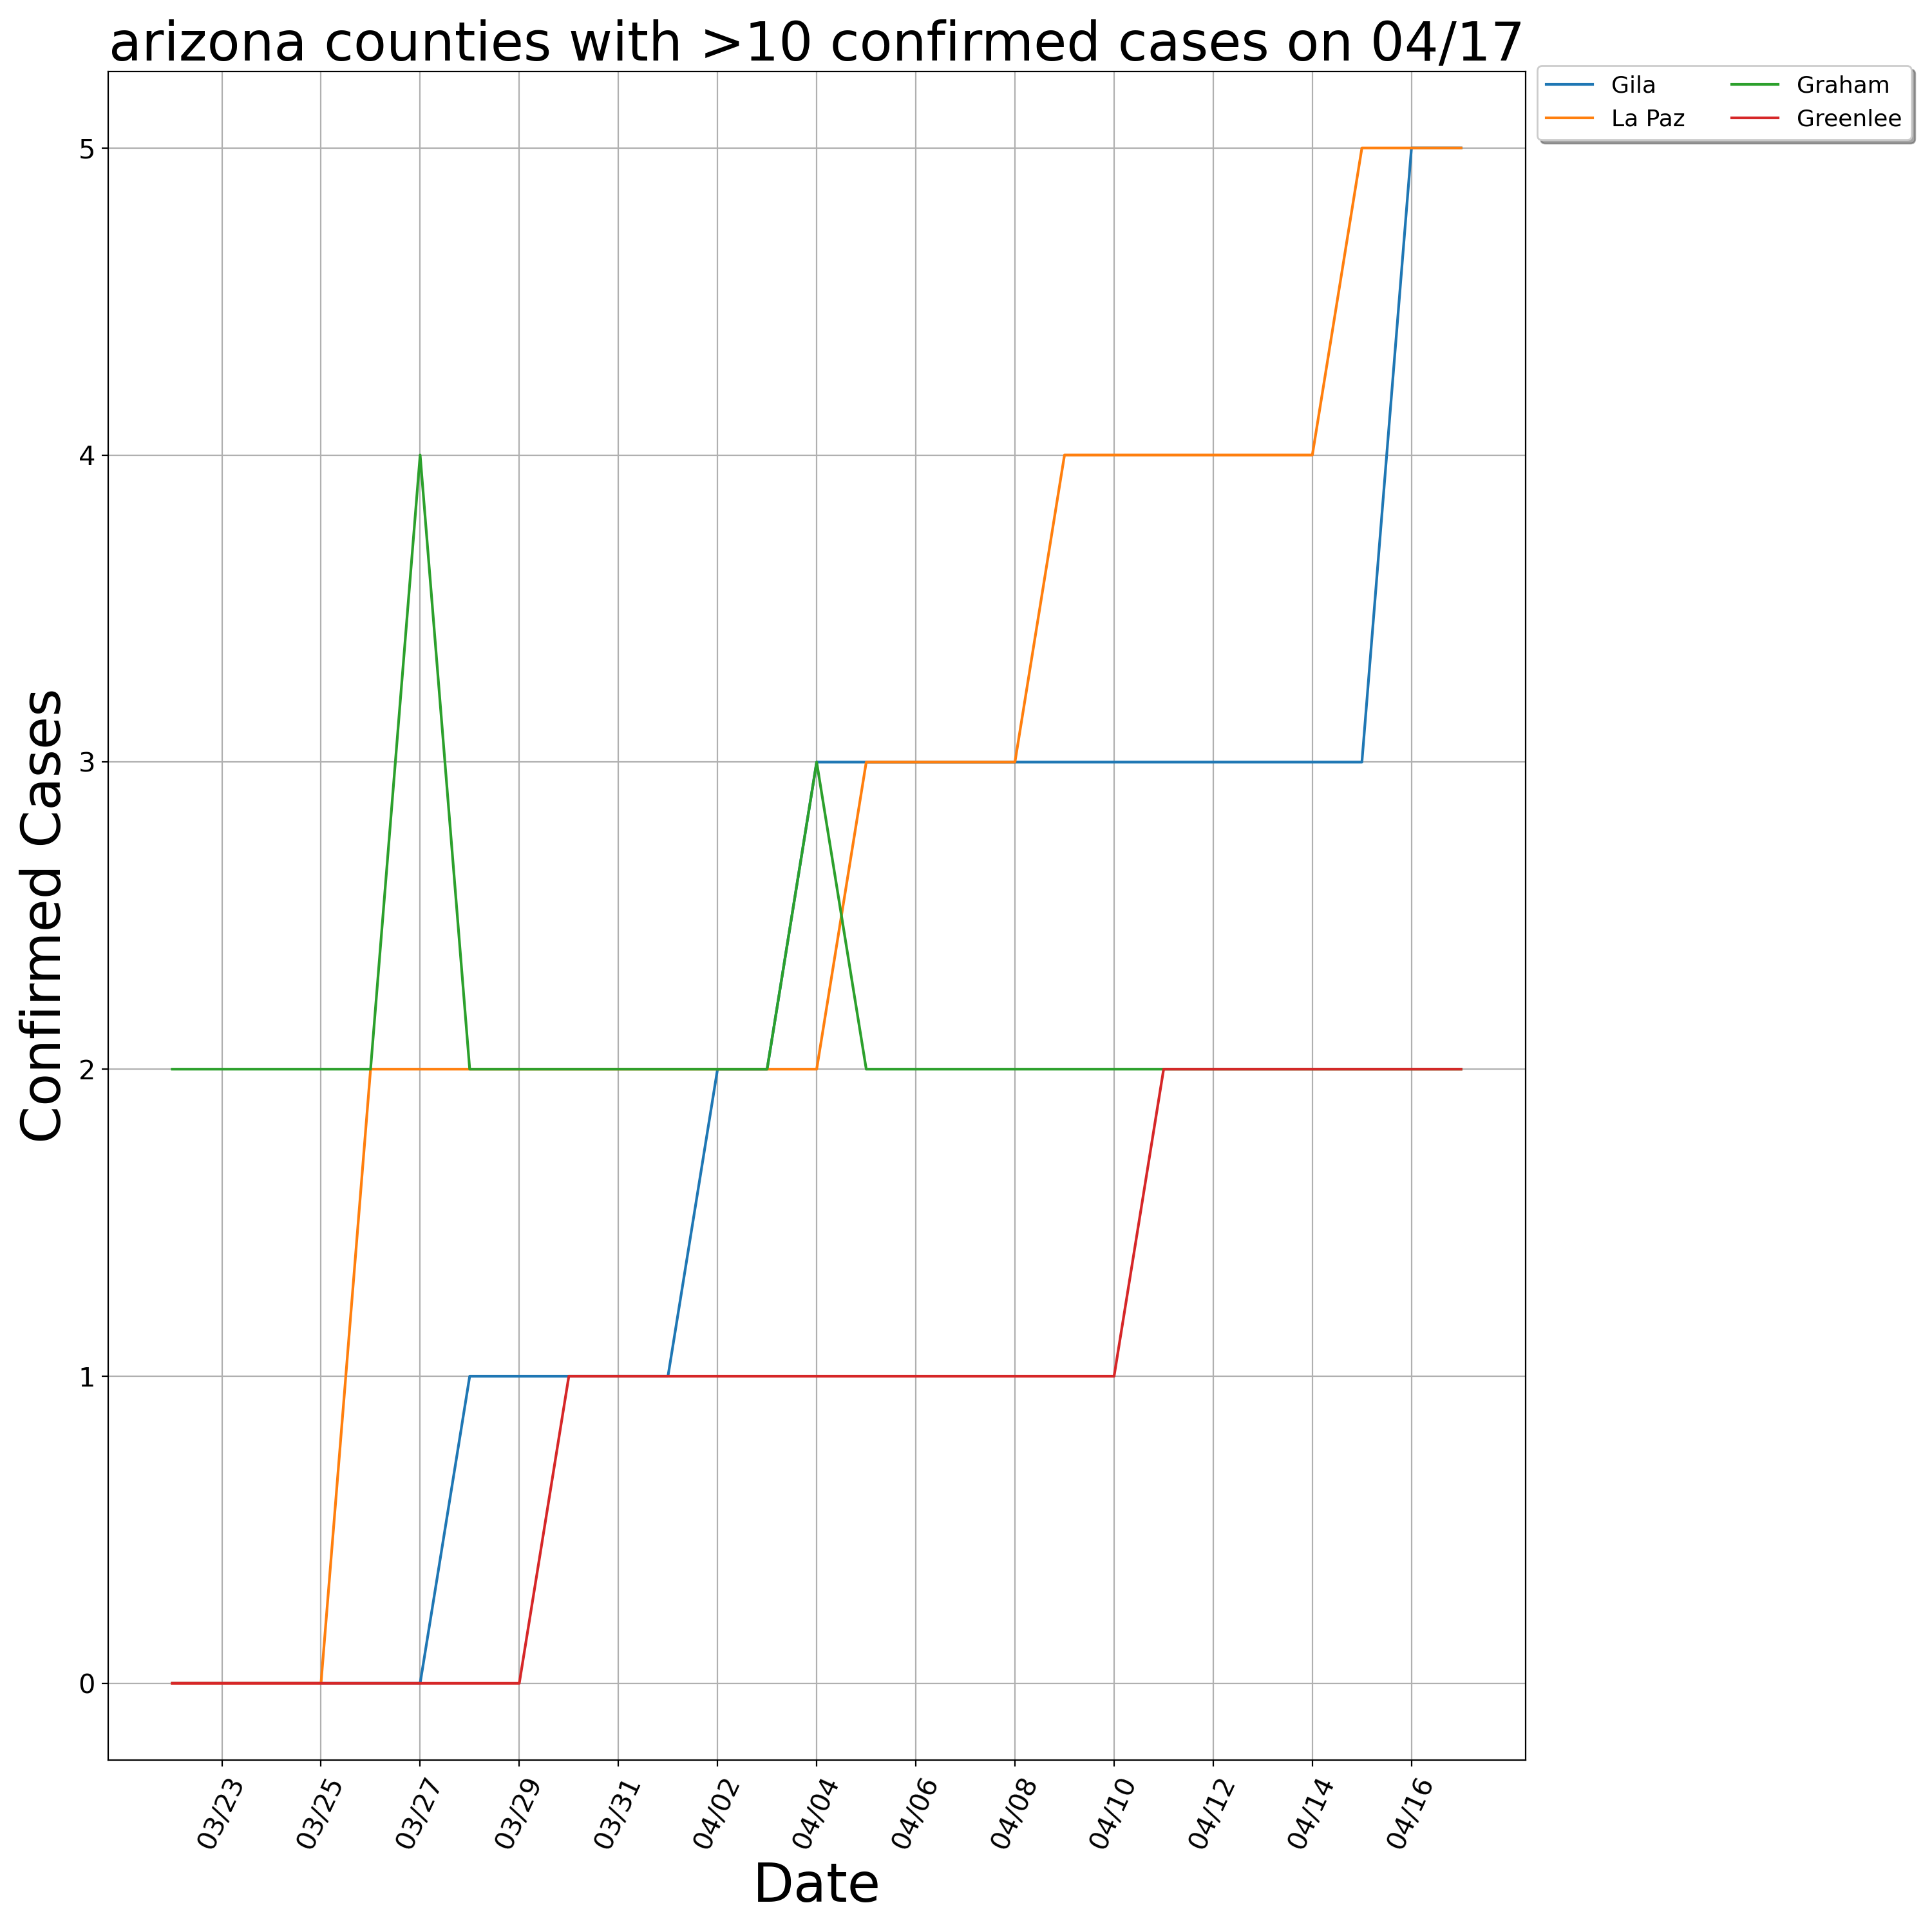 arizona counties with >10 confirmed cases on 04/17
Gila
La Paz
Graham
Greenlee
Confirmed Cases
5
4
3
2
1
0
03/23
03/25
03/27
03/29
03/31
04/02
04/04
04/06
04/08
04/10
04/12
04/14
04/16
Date